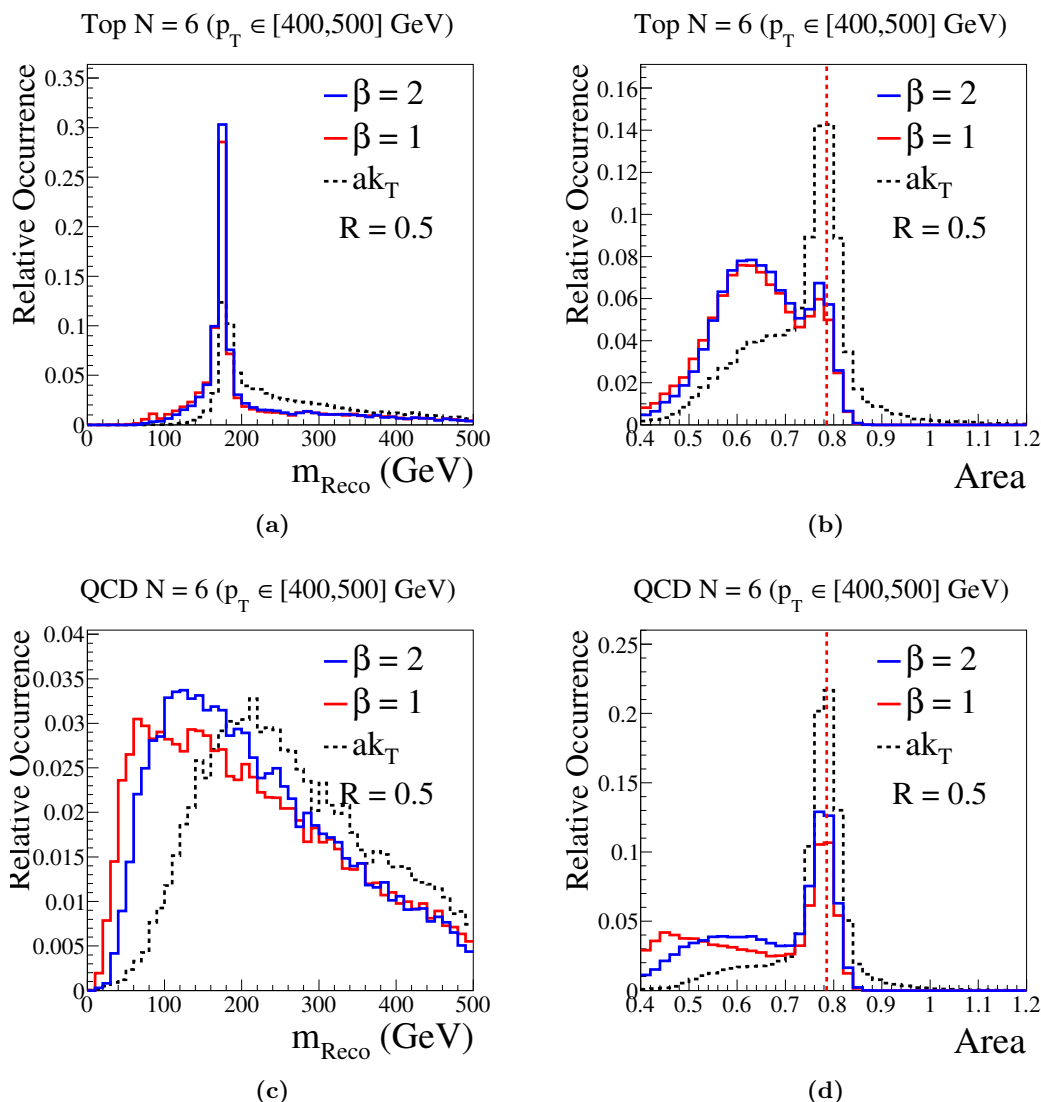 Top N = 6 (p_T ∈ [400,500] GeV)
Relative Occurrence
0.35
0.3
0.25
0.2
0.15
0.1
0.05
0
β = 2
β = 1
ak_T
R = 0.5
0 100 200 300 400 500
m_Reco (GeV)
(a)
Top N = 6 (p_T ∈ [400,500] GeV)
Relative Occurrence
0.16
0.14
0.12
0.1
0.08
0.06
0.04
0.02
0
β = 2
β = 1
ak_T
R = 0.5
0.4 0.5 0.6 0.7 0.8 0.9 1 1.1 1.2
Area
(b)
QCD N = 6 (p_T ∈ [400,500] GeV)
Relative Occurrence
0.04
0.035
0.03
0.025
0.02
0.015
0.01
0.005
0
β = 2
β = 1
ak_T
R = 0.5
0 100 200 300 400 500
m_Reco (GeV)
(c)
QCD N = 6 (p_T ∈ [400,500] GeV)
Relative Occurrence
0.25
0.2
0.15
0.1
0.05
0
β = 2
β = 1
ak_T
R = 0.5
0.4 0.5 0.6 0.7 0.8 0.9 1 1.1 1.2
Area
(d)